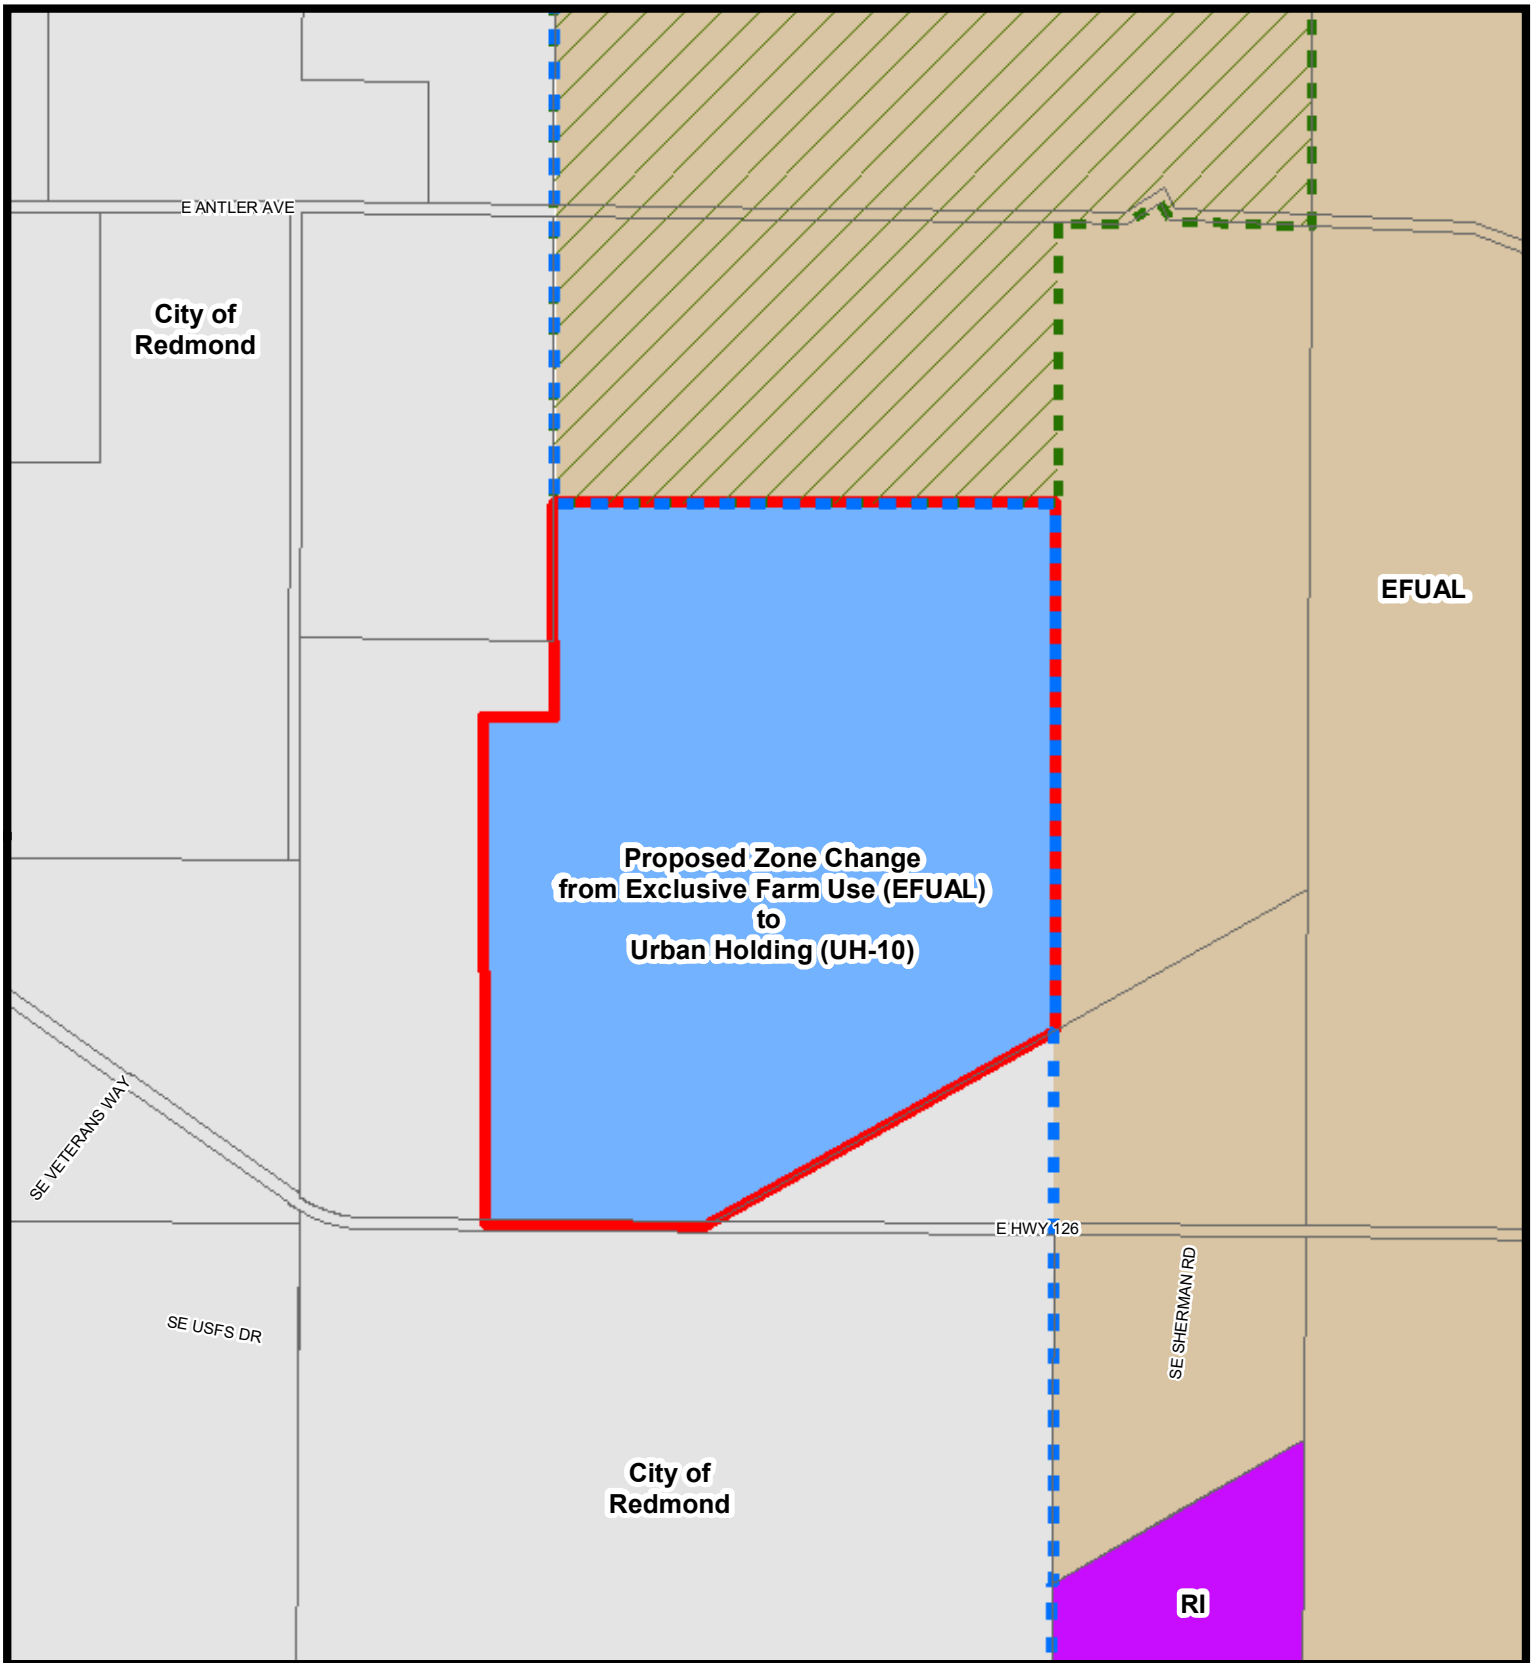 E ANTLER AVE
City of
Redmond
EFUAL
Proposed Zone Change
from Exclusive Farm Use (EFUAL)
to
Urban Holding (UH-10)
SE VETERANS WAY
E HWY 126
SE SHERMAN RD
SE USFS DR
City of
Redmond
RI